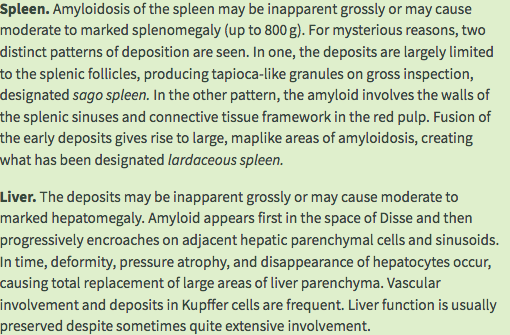 Spleen. Amyloidosis of the spleen may be inapparent grossly or may cause
moderate to marked splenomegaly (up to 800 g). For mysterious reasons, two
distinct patterns of deposition are seen. In one, the deposits are largely limited
to the splenic follicles, producing tapioca-like granules on gross inspection,
designated sago spleen. In the other pattern, the amyloid involves the walls of
the splenic sinuses and connective tissue framework in the red pulp. Fusion of
the early deposits gives rise to large, maplike areas of amyloidosis, creating
what has been designated lardaceous spleen.
Liver. The deposits may be inapparent grossly or may cause moderate to
marked hepatomegaly. Amyloid appears first in the space of Disse and then
progressively encroaches on adjacent hepatic parenchymal cells and sinusoids.
In time, deformity, pressure atrophy, and disappearance of hepatocytes occur,
causing total replacement of large areas of liver parenchyma. Vascular
involvement and deposits in Kupffer cells are frequent. Liver function is usually
preserved despite sometimes quite extensive involvement.